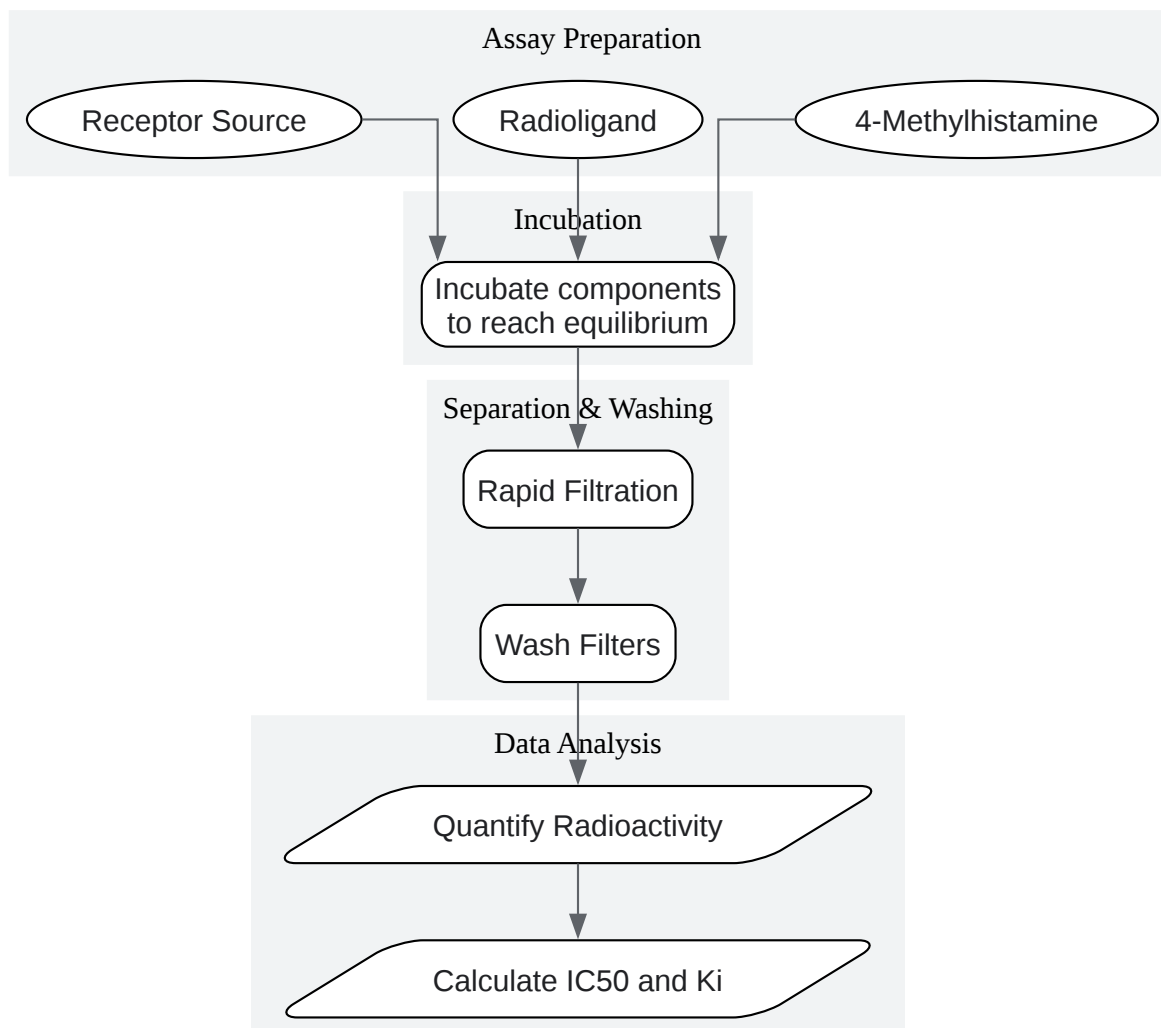 Assay Preparation
Receptor Source
Radioligand
4-Methylhistamine
Incubation
Incubate components
to reach equilibrium
Separation & Washing
Rapid Filtration
Wash Filters
Data Analysis
Quantify Radioactivity
Calculate IC50 and Ki